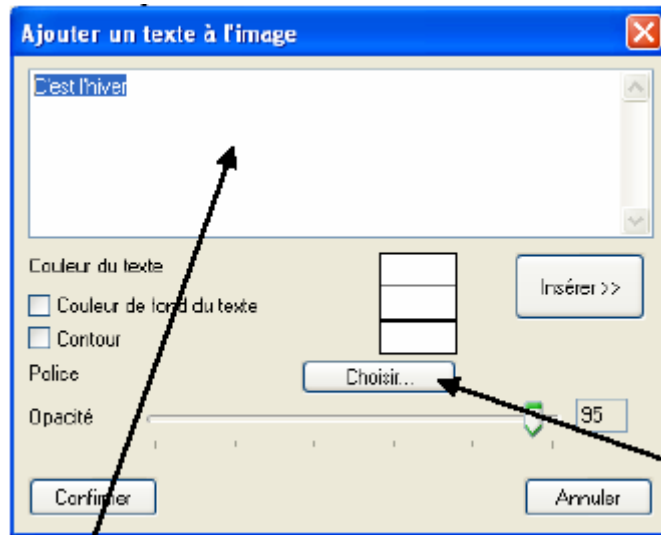 Ajouter un texte à l'image
C'est l'hiver
Couleur du texte
Insérer >>
Couleur de fond du texte
Contour
Police
Choisir...
Opacité
95
Confirmer
Annuler